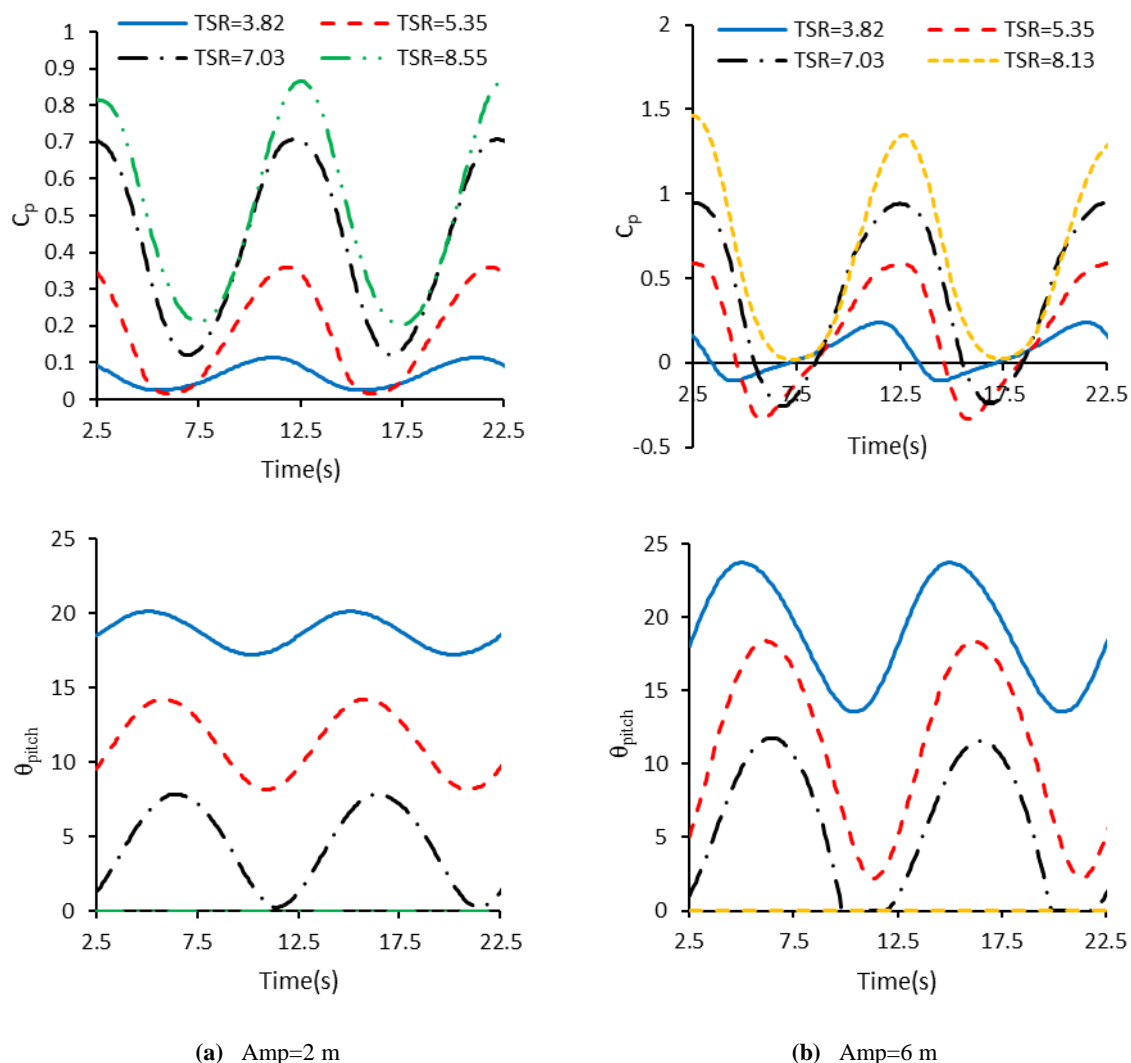 TSR=3.82 TSR=5.35
TSR=7.03 TSR=8.55
1
0.9
0.8
0.7
0.6
0.5
0.4
0.3
0.2
0.1
0
Cp
2.5 7.5 12.5 17.5 22.5
Time(s)
TSR=3.82 TSR=5.35
TSR=7.03 TSR=8.13
2
1.5
1
0.5
0
-0.5
Cp
2.5 7.5 12.5 17.5 22.5
Time(s)
25
20
15
10
5
0
θpitch
2.5 7.5 12.5 17.5 22.5
Time(s)
25
20
15
10
5
0
θpitch
2.5 7.5 12.5 17.5 22.5
Time(s)
(a) Amp=2 m
(b) Amp=6 m